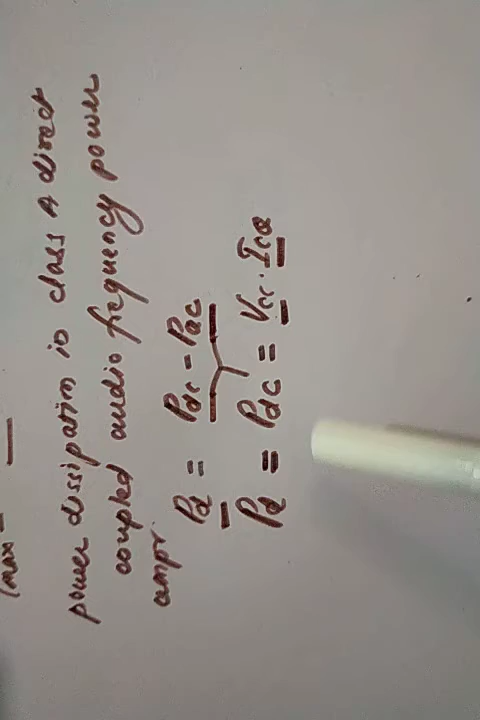 power dissipation in class A direct
coupled audio frequency power
ampr.
Pd = Pdc - Pac
Pd = Pdc = Vcc . IcQ